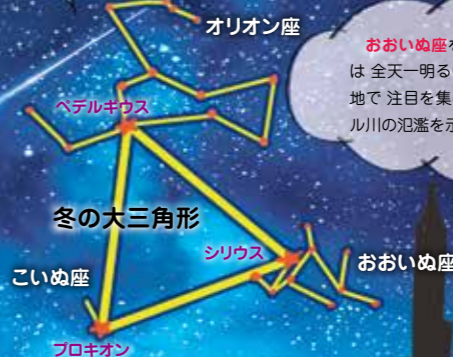 オリオン座
おおいぬ座を
は 全天一明る
地で 注目を集
ル川の氾濫を示
ベデルギウス
冬の大三角形
シリウス
おおいぬ座
こいぬ座
プロキオン